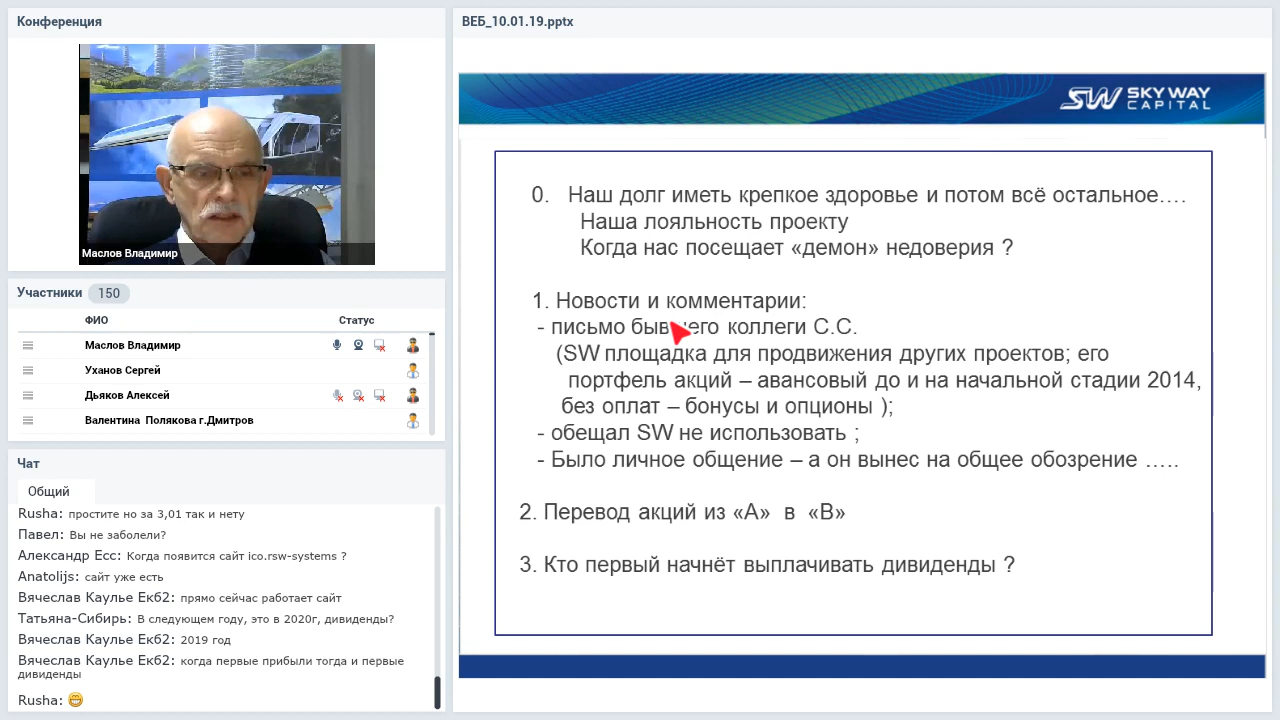 Конференция
Маслов Владимир
Участники 150
ФИО Статус
Маслов Владимир
Уханов Сергей
Дьяков Алексей
Валентина Полякова г.Дмитров
Чат
Общий
Rusha: простите но за 3,01 так и нету
Павел: Вы не заболели?
Александр Есс: Когда появится сайт ico.rsw-systems ?
Anatolijs: сайт уже есть
Вячеслав Каулье Екб2: прямо сейчас работает сайт
Татьяна-Сибирь: В следующем году, это в 2020г, дивиденды?
Вячеслав Каулье Екб2: 2019 год
Вячеслав Каулье Екб2: когда первые прибыли тогда и первые
дивиденды
Rusha:
ВЕБ_10.01.19.pptx
SW SKY WAY
CAPITAL
0. Наш долг иметь крепкое здоровье и потом всё остальное….
Наша лояльность проекту
Когда нас посещает «демон» недоверия ?
1. Новости и комментарии:
- письмо бывшего коллеги С.С.
(SW площадка для продвижения других проектов; его
портфель акций – авансовый до и на начальной стадии 2014,
без оплат – бонусы и опционы );
- обещал SW не использовать ;
- Было личное общение – а он вынес на общее обозрение …..
2. Перевод акций из «А» в «В»
3. Кто первый начнёт выплачивать дивиденды ?